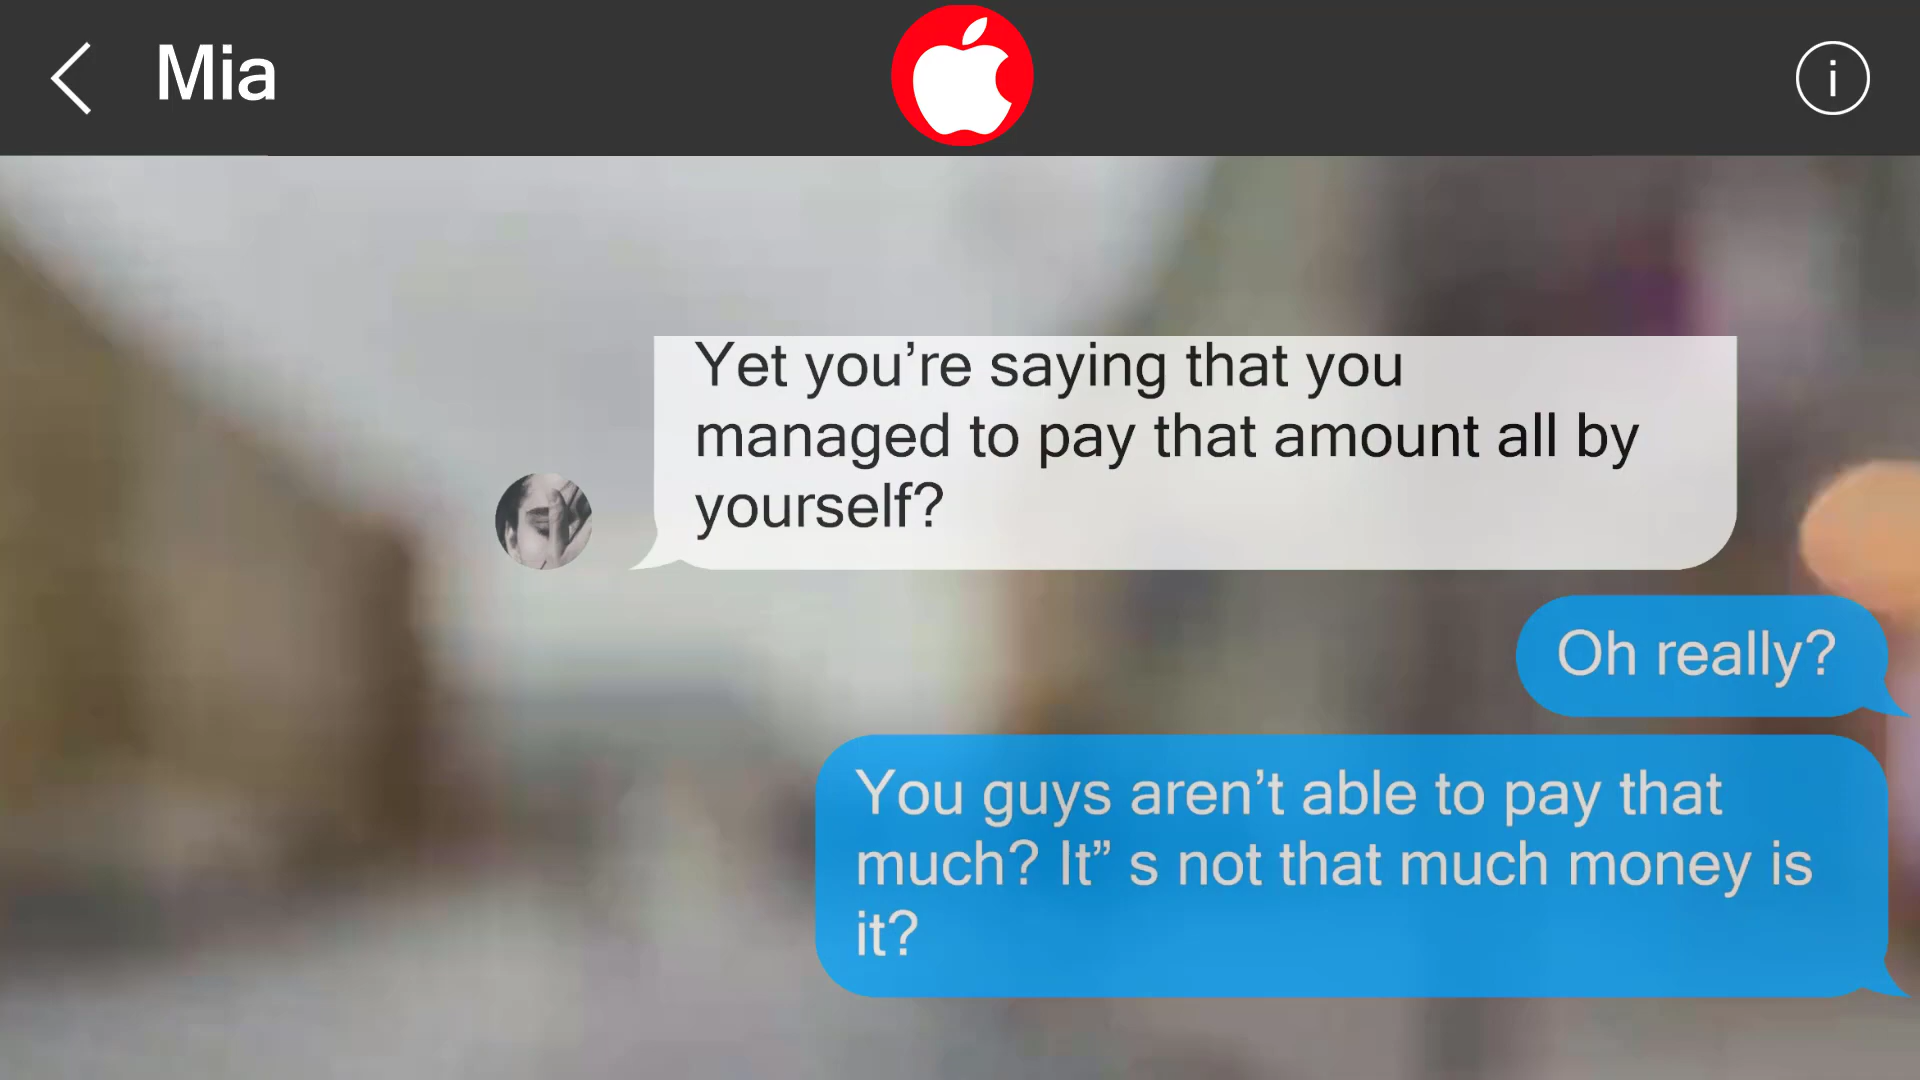 Mia
i
Yet you’re saying that you
managed to pay that amount all by
yourself?
Oh really?
You guys aren’t able to pay that
much? It” s not that much money is
it?